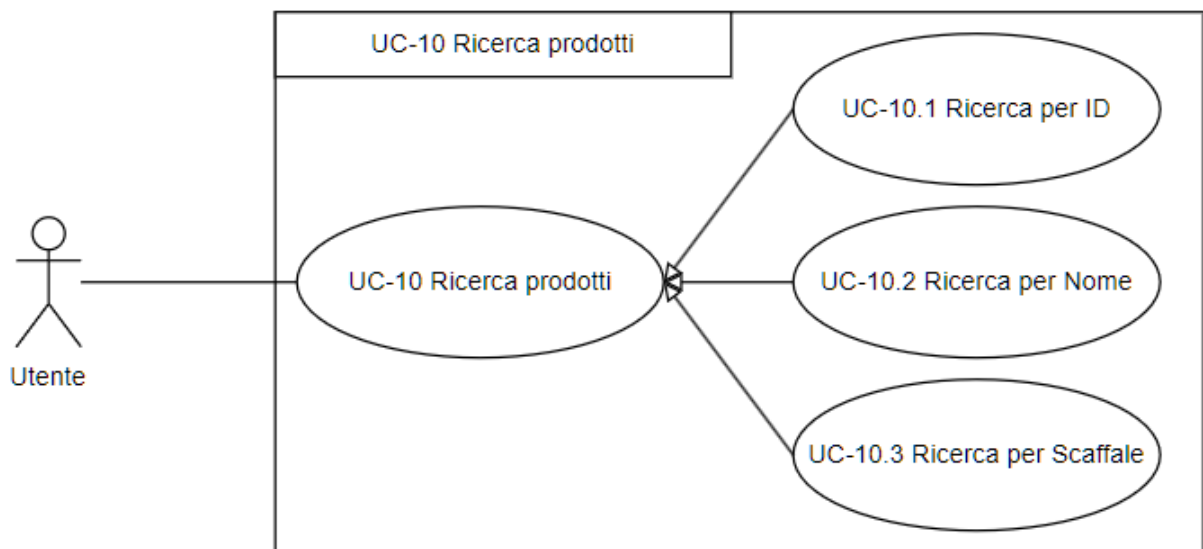 UC-10 Ricerca prodotti
UC-10.1 Ricerca per ID
UC-10 Ricerca prodotti
UC-10.2 Ricerca per Nome
Utente
UC-10.3 Ricerca per Scaffale